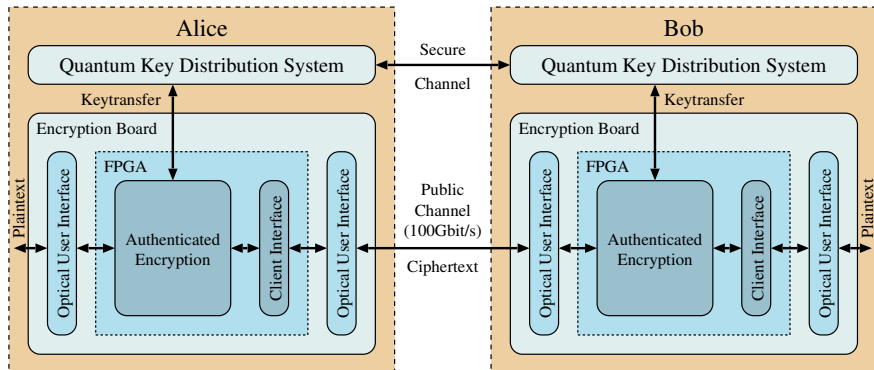 Alice
Quantum Key Distribution System
Keytransfer
Encryption Board
FPGA
Plaintext
Optical User Interface
Authenticated
Encryption
Client Interface
Optical User Interface
Secure
Channel
Public
Channel
(100Gbit/s)
Ciphertext
Bob
Quantum Key Distribution System
Keytransfer
Encryption Board
FPGA
Optical User Interface
Authenticated
Encryption
Client Interface
Optical User Interface
Plaintext